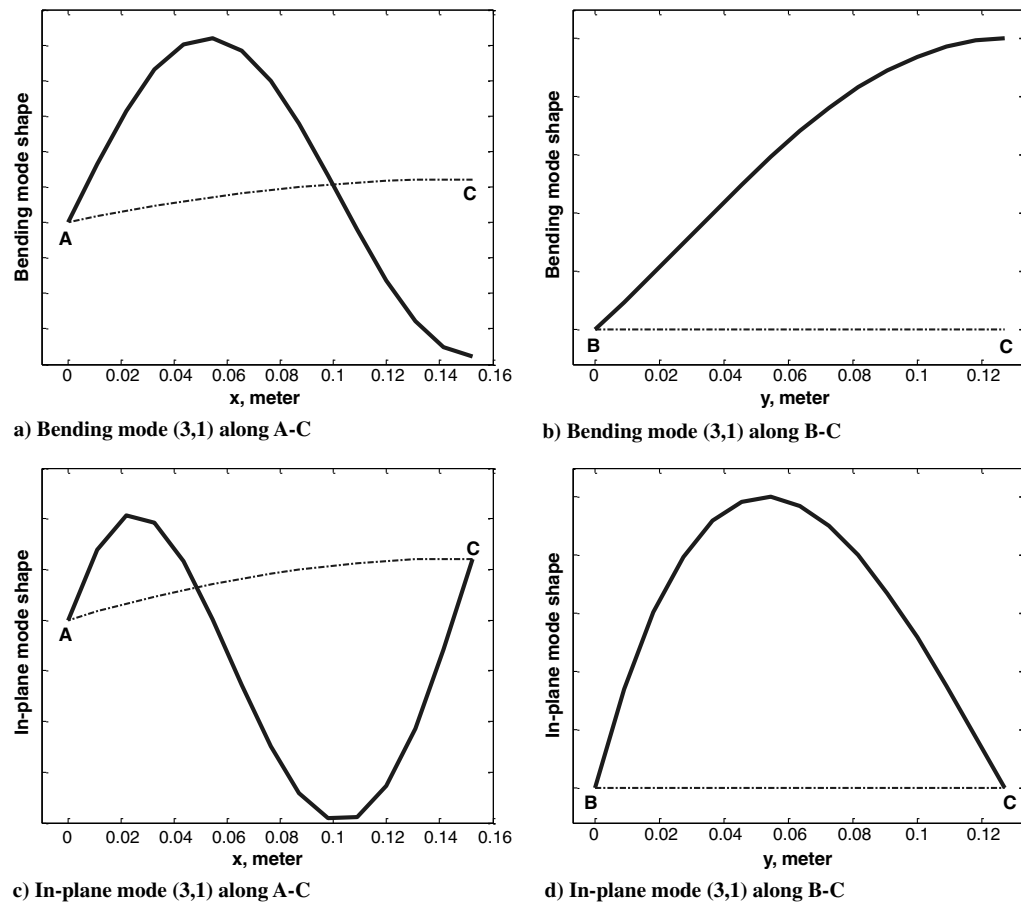 Bending mode shape
A
C
0 0.02 0.04 0.06 0.08 0.1 0.12 0.14 0.16
x, meter
a) Bending mode (3,1) along A-C
Bending mode shape
B
C
0 0.02 0.04 0.06 0.08 0.1 0.12
y, meter
b) Bending mode (3,1) along B-C
In-plane mode shape
A
C
0 0.02 0.04 0.06 0.08 0.1 0.12 0.14 0.16
x, meter
c) In-plane mode (3,1) along A-C
In-plane mode shape
B
C
0 0.02 0.04 0.06 0.08 0.1 0.12
y, meter
d) In-plane mode (3,1) along B-C